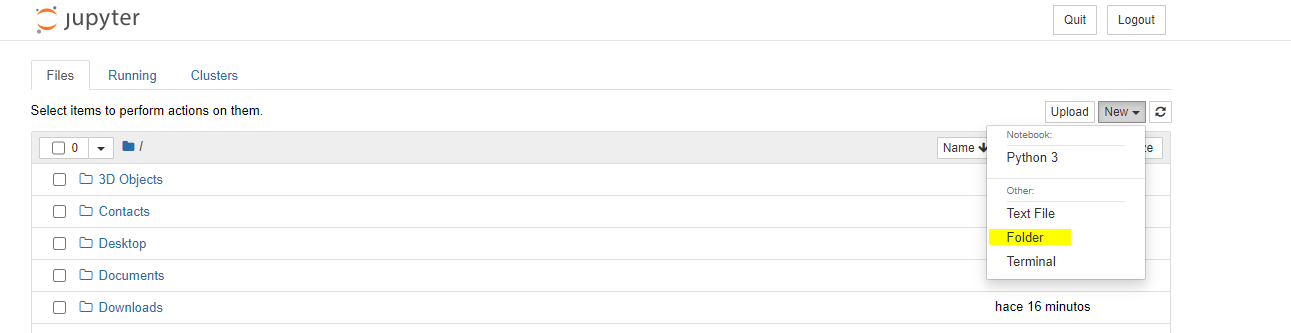 jupyter
Quit Logout
Files Running Clusters
Select items to perform actions on them.
Upload New
0 / Name ze
Notebook:
Python 3
Other:
Text File
Folder
Terminal
3D Objects
Contacts
Desktop
Documents
Downloads hace 16 minutos